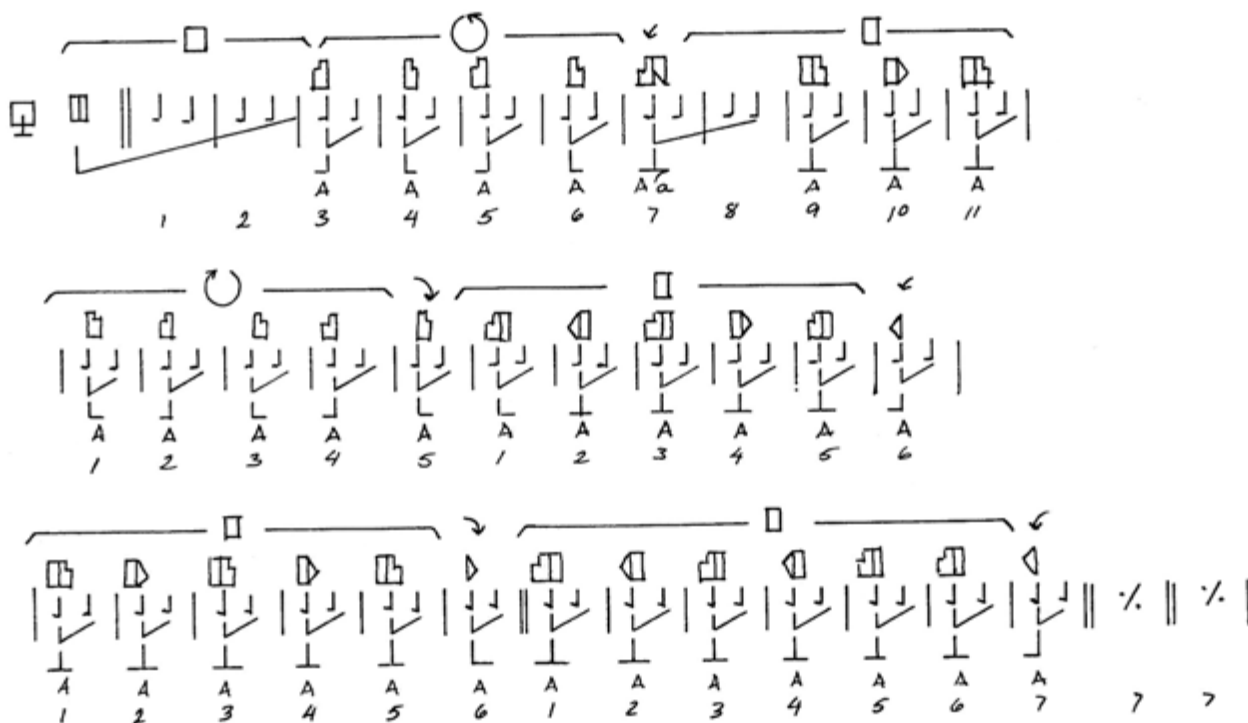 A A A A A a A A A
1 2 3 4 5 6 7 8 9 10 11
A A A A A A A A A A A
1 2 3 4 5 1 2 3 4 5 6
·/. ·/.
A A A A A A A A A A A A A
1 2 3 4 5 6 1 2 3 4 5 6 7 7 7